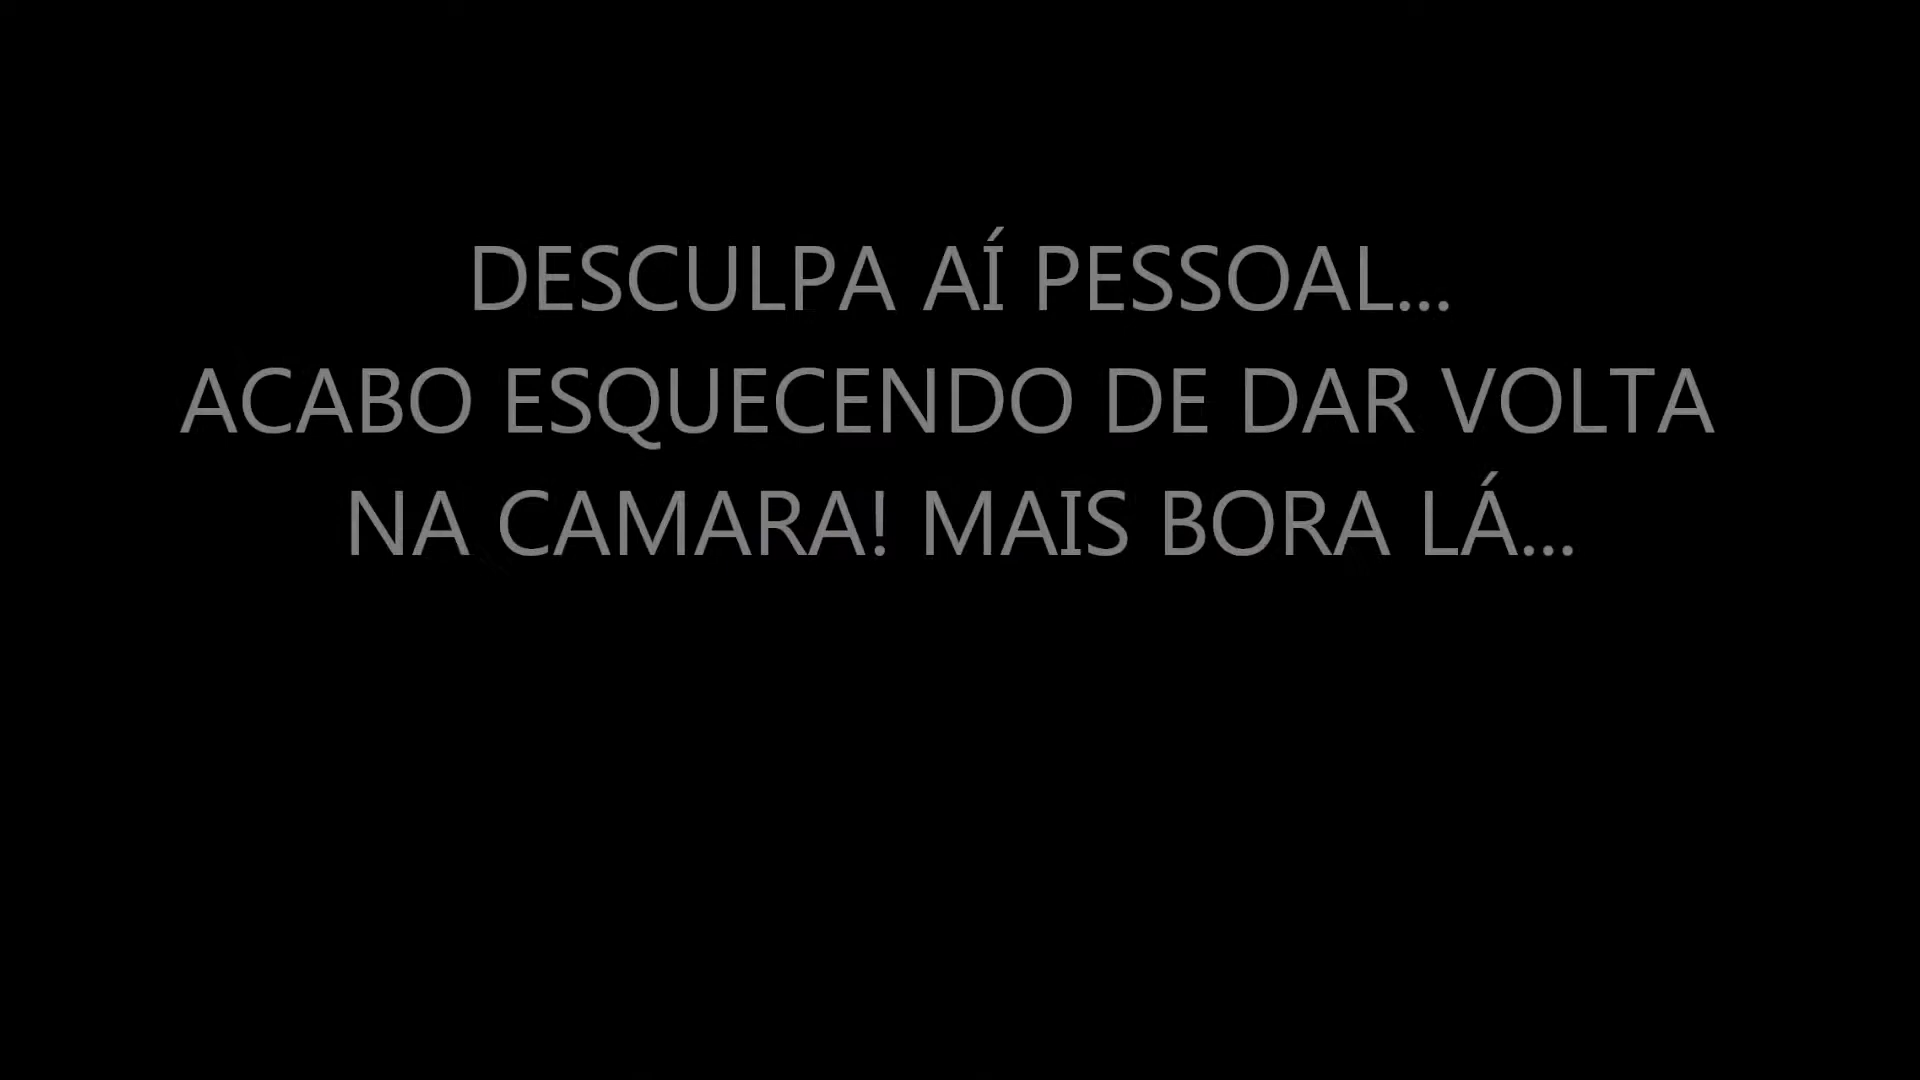 DESCULPA AÍ PESSOAL...
ACABO ESQUECENDO DE DAR VOLTA
NA CAMARA! MAIS BORA LÁ...